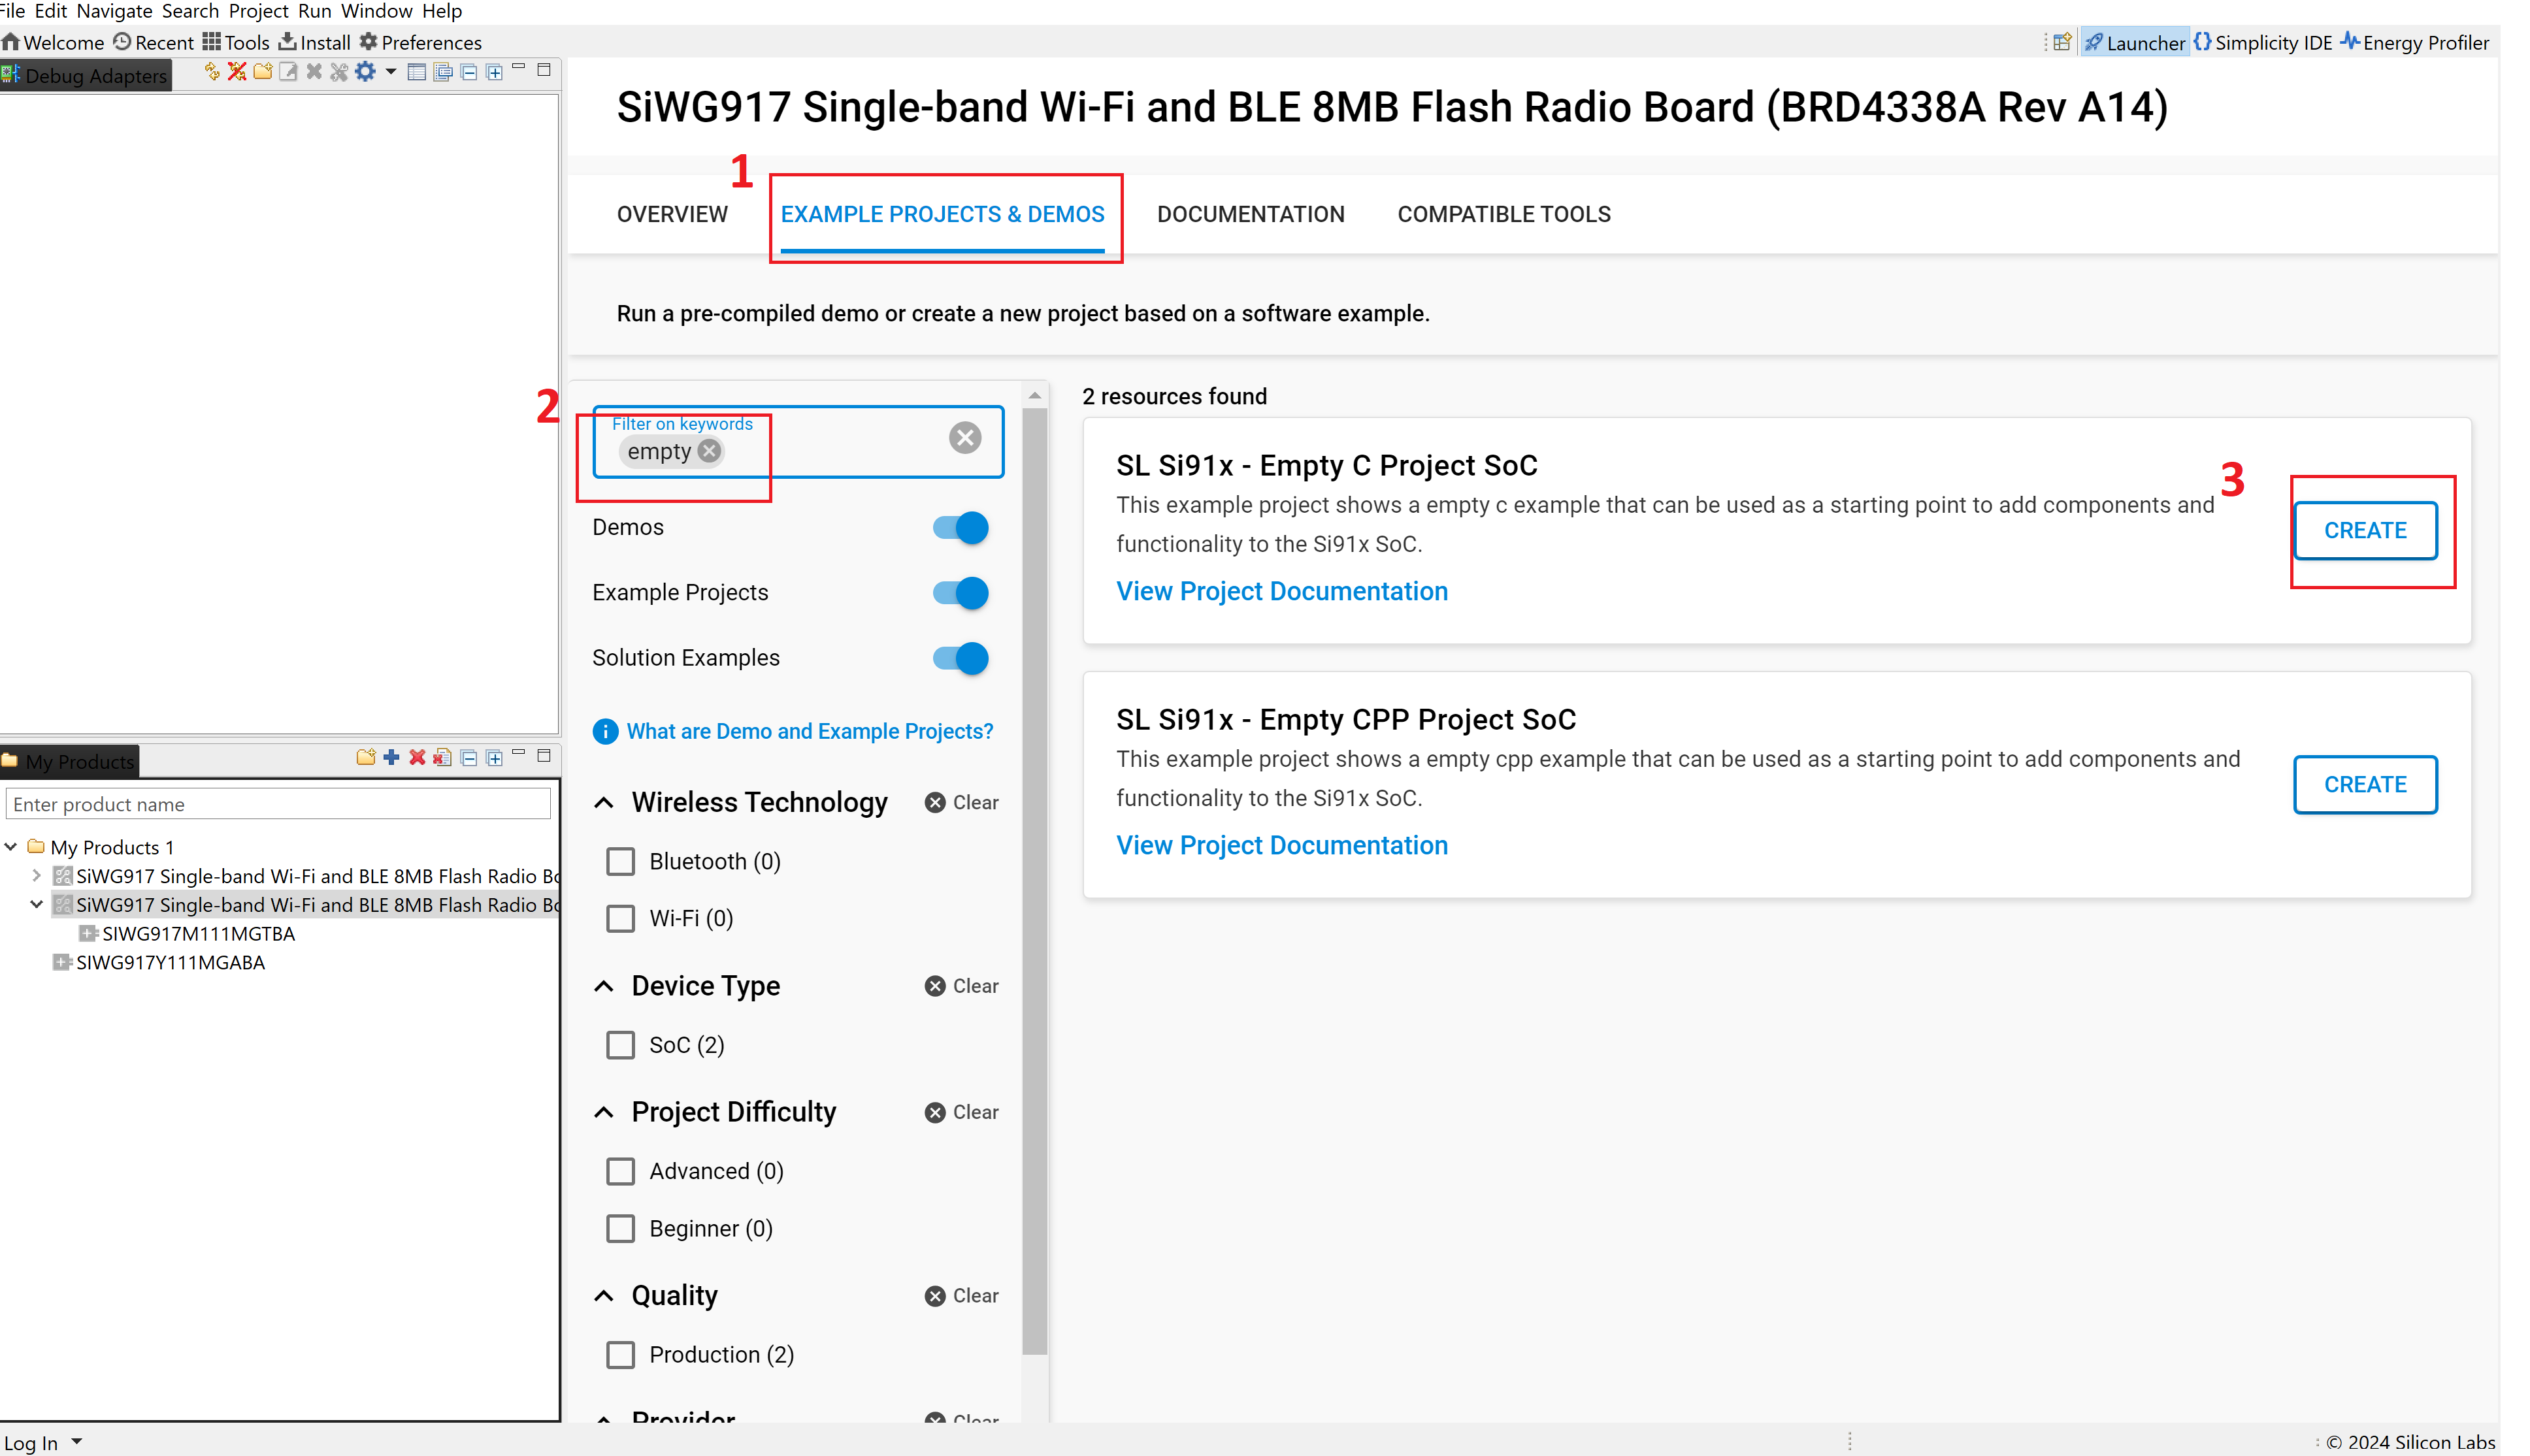 File Edit Navigate Search Project Run Window Help
Welcome Recent Tools Install Preferences
Launcher Simplicity IDE Energy Profiler
Debug Adapters
SiWG917 Single-band Wi-Fi and BLE 8MB Flash Radio Board (BRD4338A Rev A14)
1
OVERVIEW EXAMPLE PROJECTS & DEMOS DOCUMENTATION COMPATIBLE TOOLS
Run a pre-compiled demo or create a new project based on a software example.
2
Filter on keywords
empty
Demos
Example Projects
Solution Examples
What are Demo and Example Projects?
Wireless Technology Clear
Bluetooth (0)
Wi-Fi (0)
Device Type Clear
SoC (2)
Project Difficulty Clear
Advanced (0)
Beginner (0)
Quality Clear
Production (2)
Provider Clear
2 resources found
SL Si91x - Empty C Project SoC
This example project shows a empty c example that can be used as a starting point to add components and
functionality to the Si91x SoC.
View Project Documentation
3
CREATE
SL Si91x - Empty CPP Project SoC
This example project shows a empty cpp example that can be used as a starting point to add components and
functionality to the Si91x SoC.
View Project Documentation
CREATE
My Products
Enter product name
My Products 1
SiWG917 Single-band Wi-Fi and BLE 8MB Flash Radio Bo
SiWG917 Single-band Wi-Fi and BLE 8MB Flash Radio Bo
SIWG917M111MGTBA
SIWG917Y111MGABA
Log In
© 2024 Silicon Labs